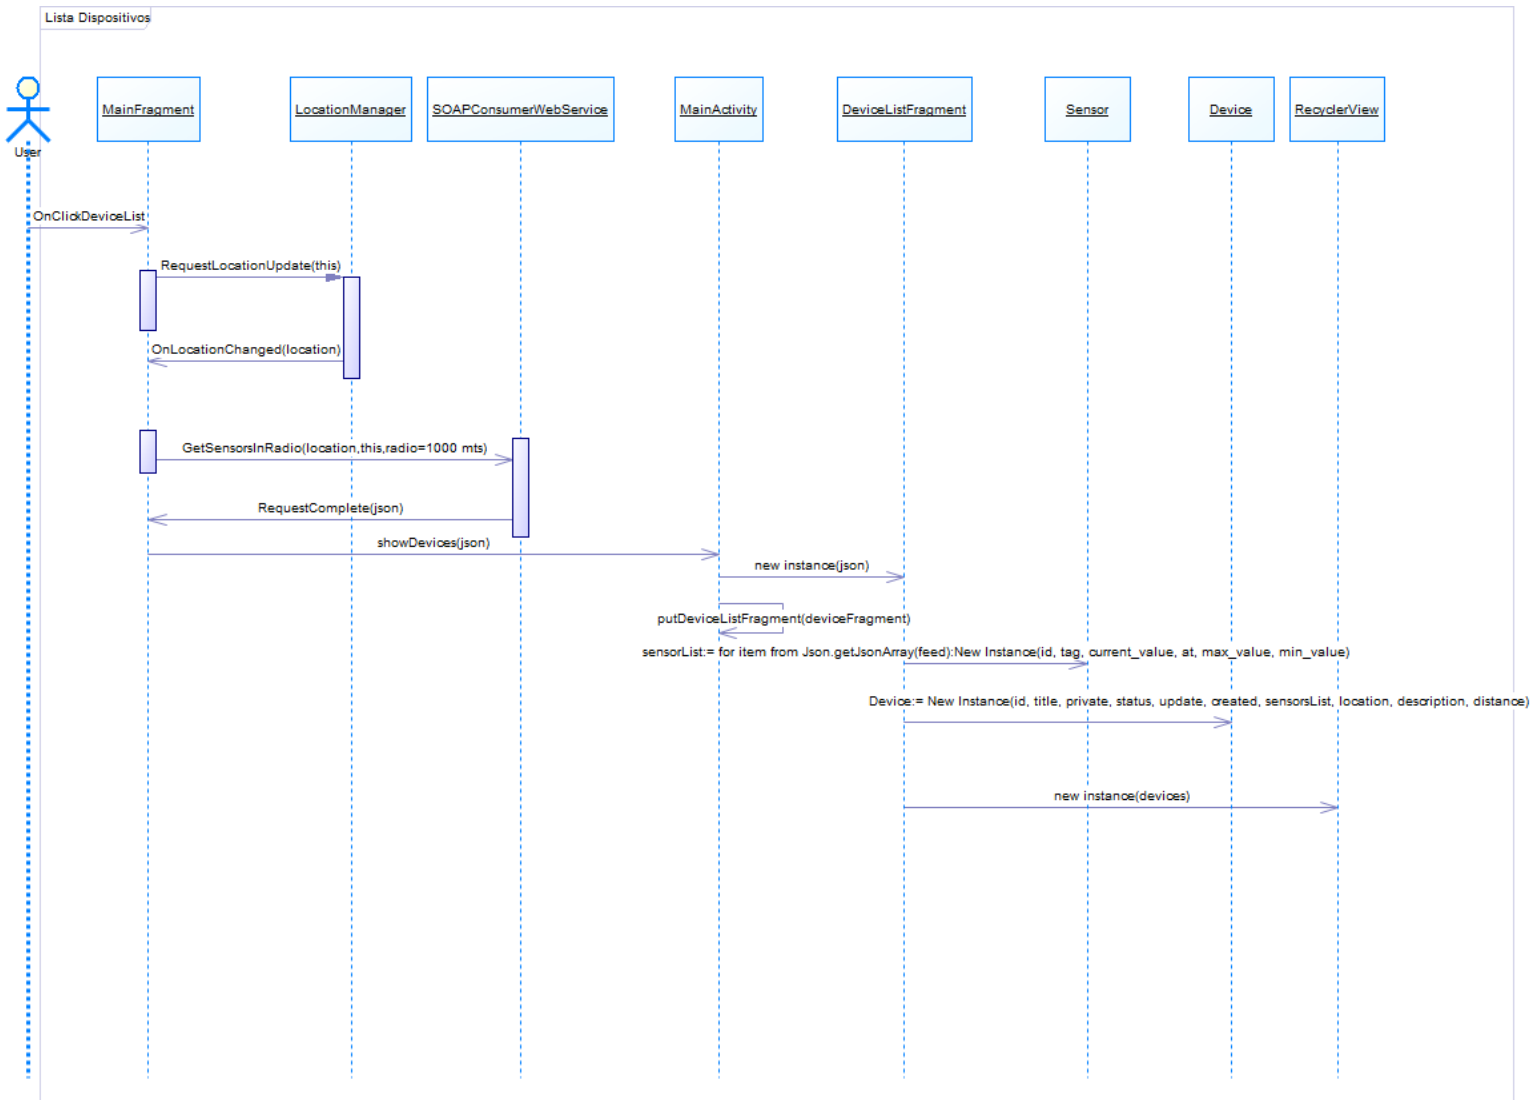 Lista Dispositivos
User
MainFragment
LocationManager
SOAPConsumerWebService
MainActivity
DeviceListFragment
Sensor
Device
RecyclerView
OnClickDeviceList
RequestLocationUpdate(this)
OnLocationChanged(location)
GetSensorsInRadio(location,this,radio=1000 mts)
RequestComplete(json)
showDevices(json)
new instance(json)
putDeviceListFragment(deviceFragment)
sensorList:= for item from Json.getJsonArray(feed):New Instance(id, tag, current_value, at, max_value, min_value)
Device:= New Instance(id, title, private, status, update, created, sensorsList, location, description, distance)
new instance(devices)